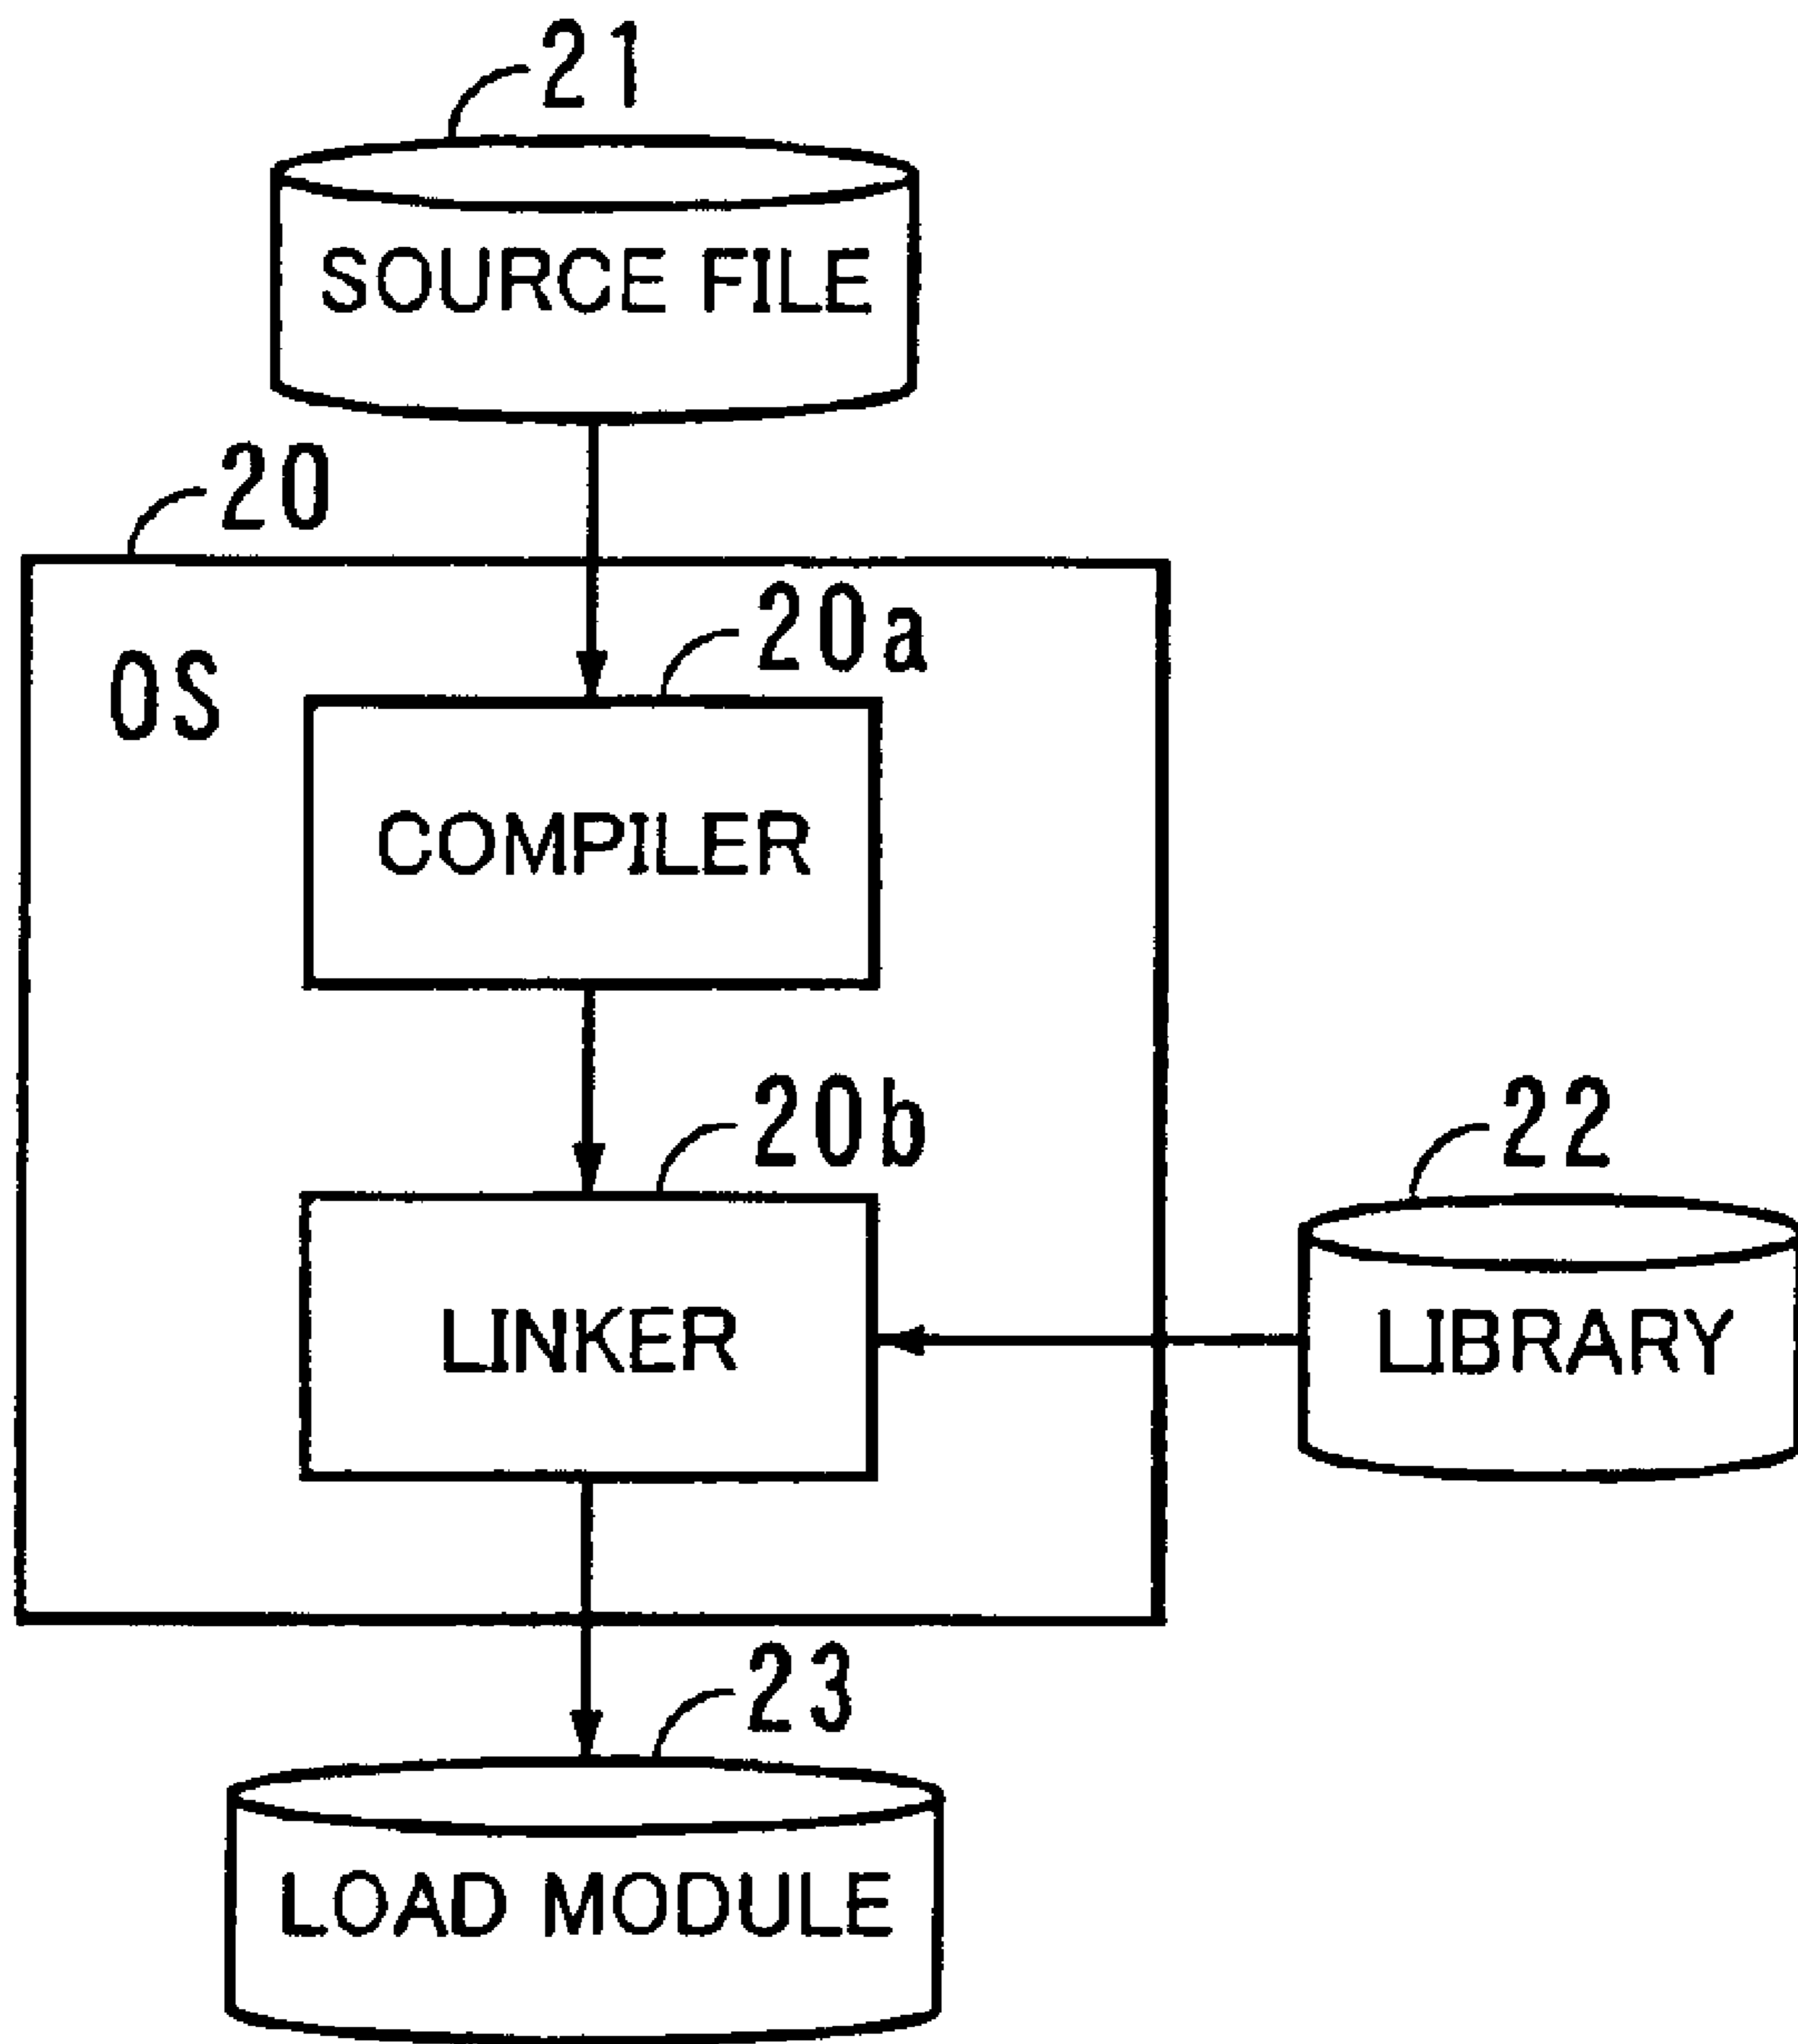 21
SOURCE FILE
20
OS
20a
COMPILER
20b
LINKER
22
LIBRARY
23
LOAD MODULE